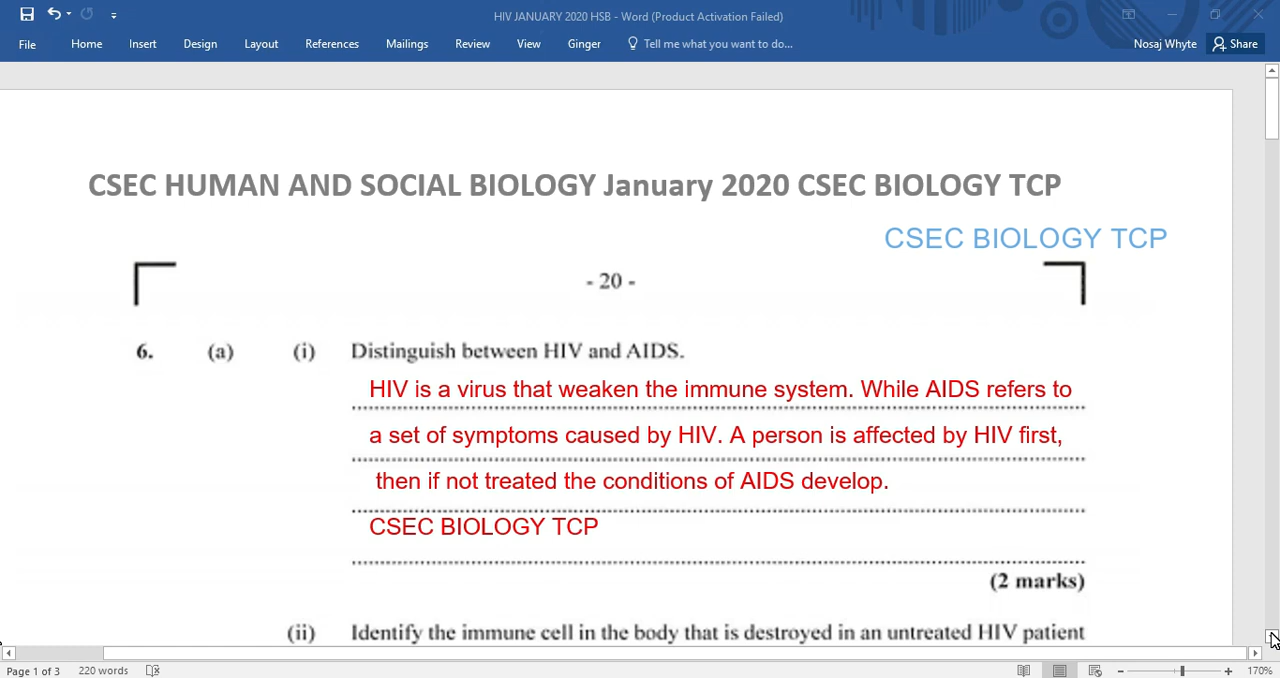 HIV JANUARY 2020 HSB - Word (Product Activation Failed)
File Home Insert Design Layout References Mailings Review View Ginger Tell me what you want to do... Nosaj Whyte Share
CSEC HUMAN AND SOCIAL BIOLOGY January 2020 CSEC BIOLOGY TCP
CSEC BIOLOGY TCP
- 20 -
6. (a) (i) Distinguish between HIV and AIDS.
HIV is a virus that weaken the immune system. While AIDS refers to
a set of symptoms caused by HIV. A person is affected by HIV first,
then if not treated the conditions of AIDS develop.
CSEC BIOLOGY TCP
(2 marks)
(ii) Identify the immune cell in the body that is destroyed in an untreated HIV patient
Page 1 of 3 220 words 170%